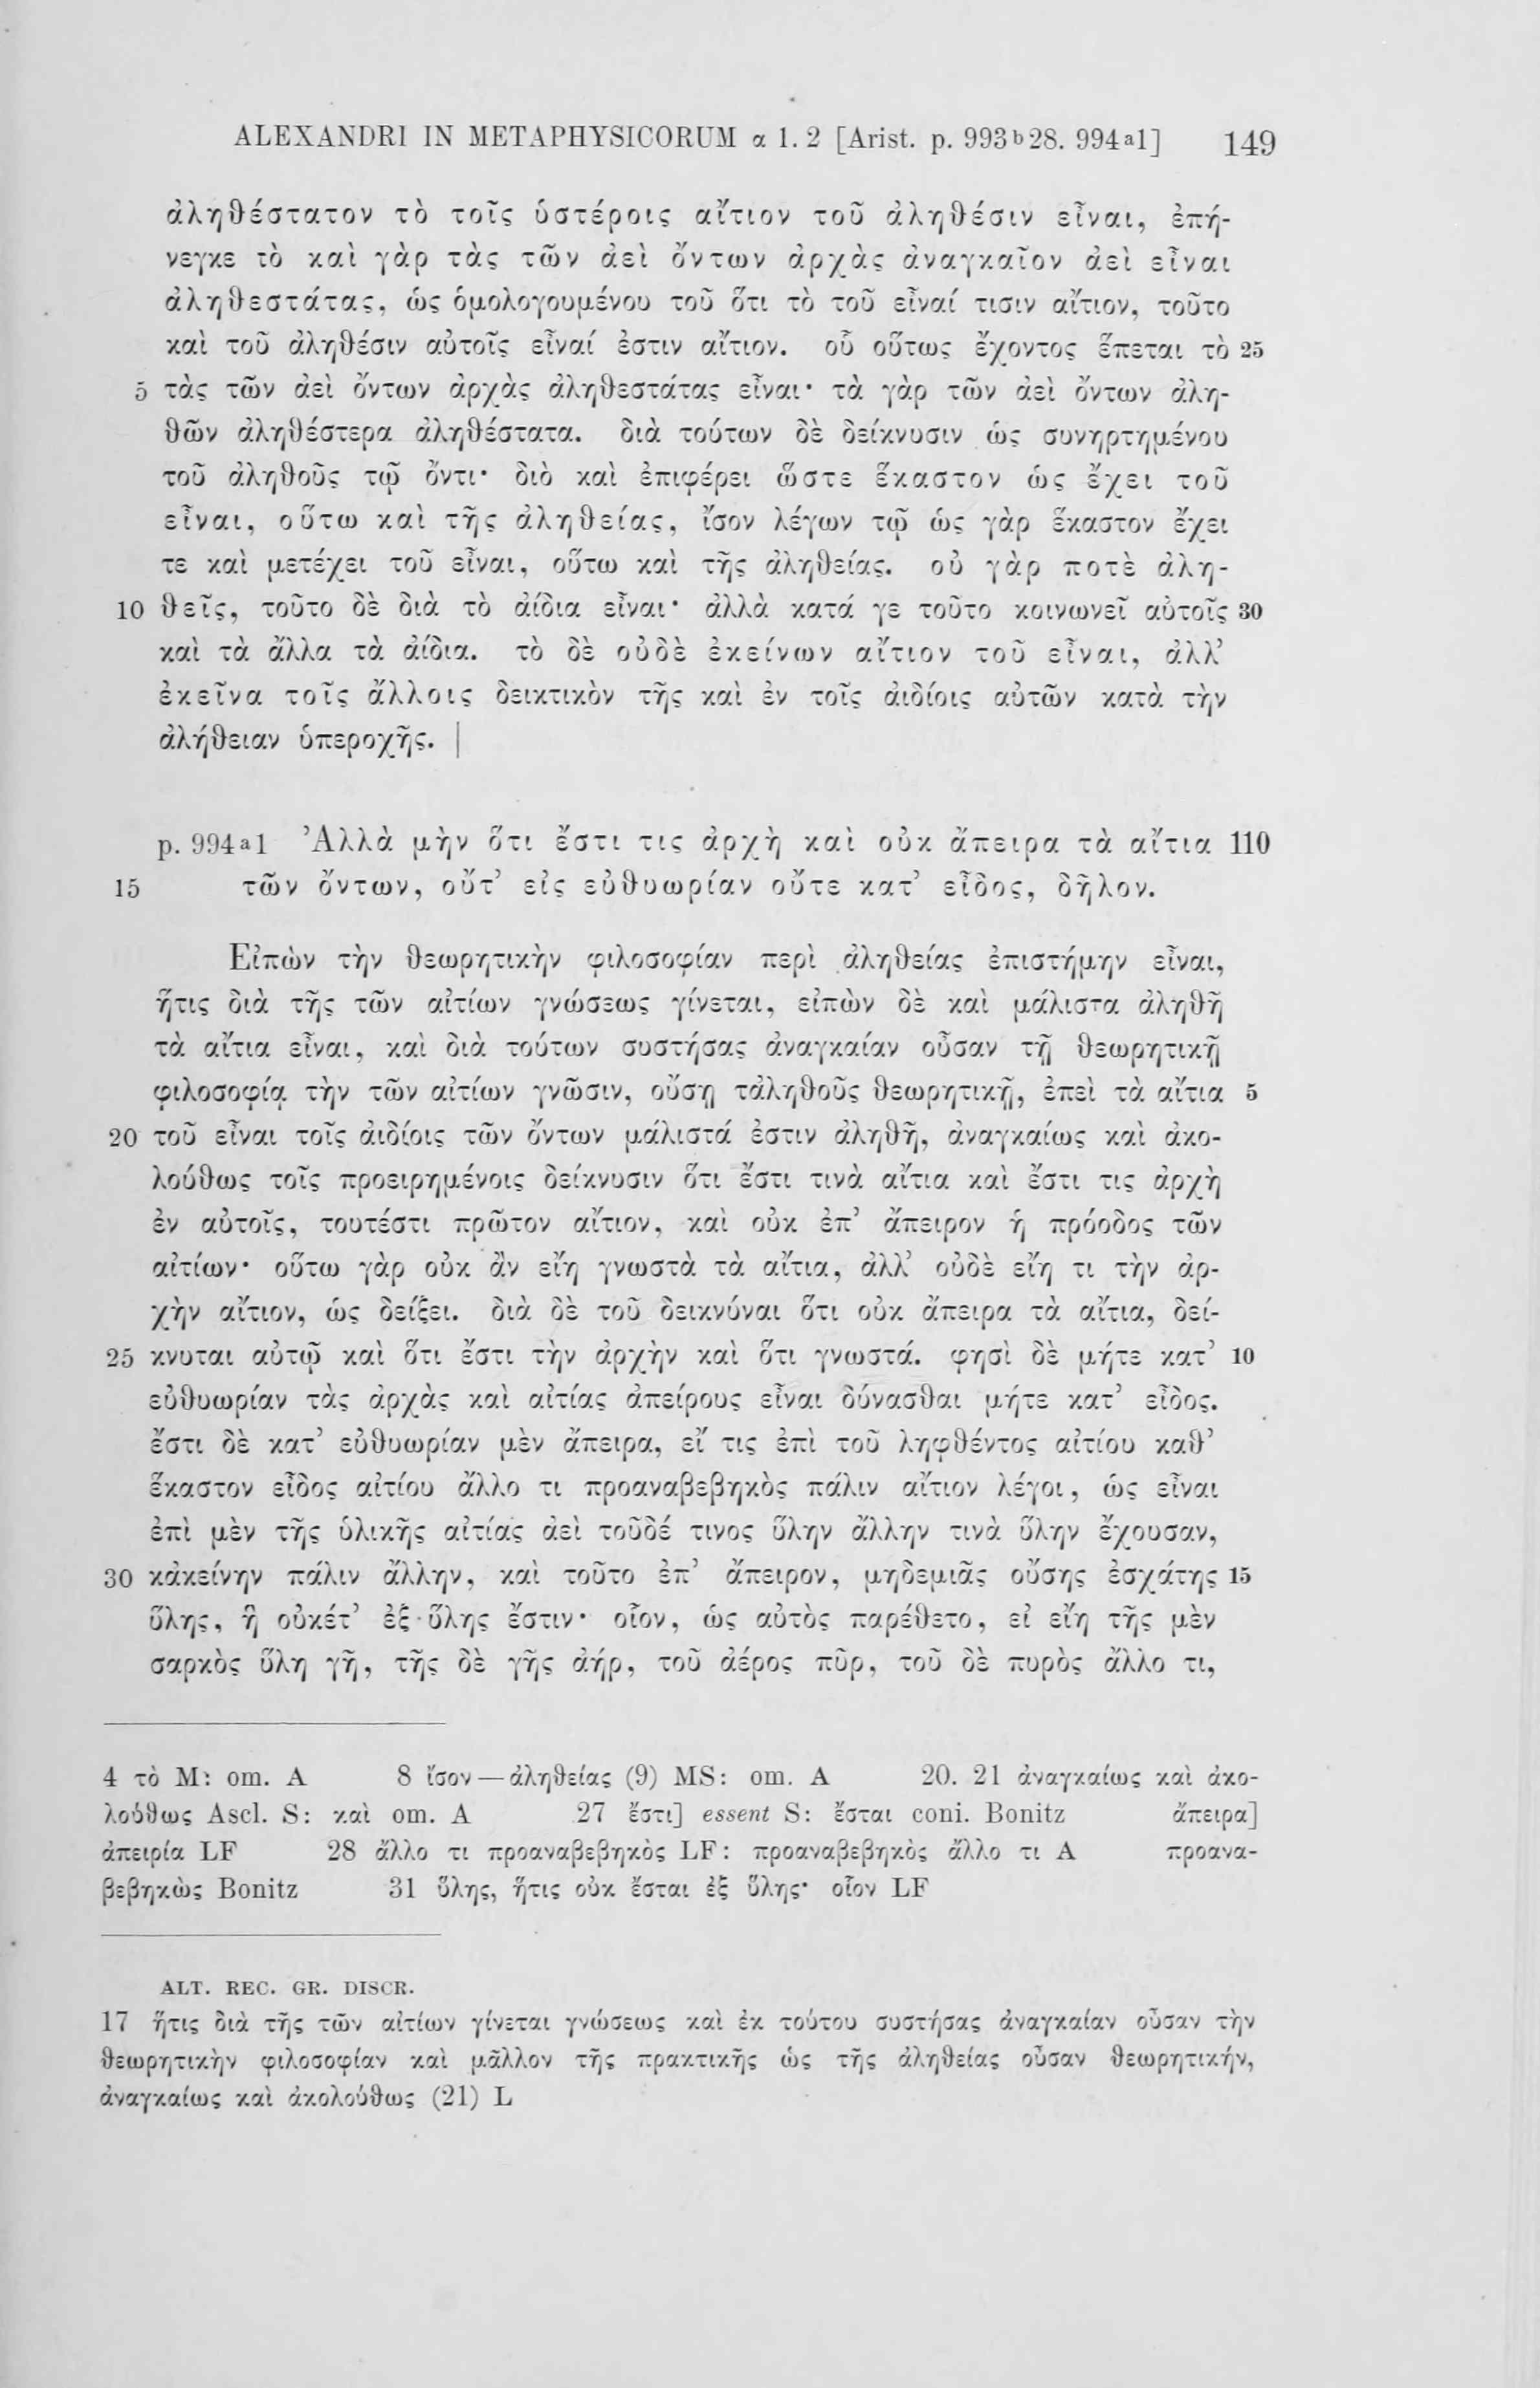 ALEXANDRI IN METAPHYSICORUM α 1. 2 [Arist. p. 993ᵇ28. 994ᵃ1] 149
ἀληθέστατον τὸ τοῖς ὑστέροις αἴτιον τοῦ ἀληθέσιν εἶναι, ἐπή-
νεγκε τὸ καὶ γὰρ τὰς τῶν ἀεὶ ὄντων ἀρχὰς ἀναγκαῖον ἀεὶ εἶναι
ἀληθεστάτας, ὡς ὁμολογουμένου τοῦ ὅτι τὸ τοῦ εἶναί τισιν αἴτιον, τοῦτο
καὶ τοῦ ἀληθέσιν αὐτοῖς εἶναί ἐστιν αἴτιον. οὗ οὕτως ἔχοντος ἕπεται τὸ 25
5 τὰς τῶν ἀεὶ ὄντων ἀρχὰς ἀληθεστάτας εἶναι· τὰ γὰρ τῶν ἀεὶ ὄντων ἀλη-
θῶν ἀληθέστερα ἀληθέστατα. διὰ τούτων δὲ δείκνυσιν ὡς συνηρτημένου
τοῦ ἀληθοῦς τῷ ὄντι· διὸ καὶ ἐπιφέρει ὥστε ἕκαστον ὡς ἔχει τοῦ
εἶναι, οὕτω καὶ τῆς ἀληθείας, ἴσον λέγων τῷ ὡς γὰρ ἕκαστον ἔχει
τε καὶ μετέχει τοῦ εἶναι, οὕτω καὶ τῆς ἀληθείας. οὐ γὰρ ποτὲ ἀλη-
10 θεῖς, τοῦτο δὲ διὰ τὸ ἀίδια εἶναι· ἀλλὰ κατά γε τοῦτο κοινωνεῖ αὐτοῖς 30
καὶ τὰ ἄλλα τὰ ἀίδια. τὸ δὲ οὐδὲ ἐκείνων αἴτιον τοῦ εἶναι, ἀλλ’
ἐκεῖνα τοῖς ἄλλοις δεικτικὸν τῆς καὶ ἐν τοῖς ἀιδίοις αὐτῶν κατὰ τὴν
ἀλήθειαν ὑπεροχῆς. |
p. 994ᵃ1 Ἀλλὰ μὴν ὅτι ἔστι τις ἀρχὴ καὶ οὐκ ἄπειρα τὰ αἴτια 110
15 τῶν ὄντων, οὔτ’ εἰς εὐθυωρίαν οὔτε κατ’ εἶδος, δῆλον.
Εἰπὼν τὴν θεωρητικὴν φιλοσοφίαν περὶ ἀληθείας ἐπιστήμην εἶναι,
ἥτις διὰ τῆς τῶν αἰτίων γνώσεως γίνεται, εἰπὼν δὲ καὶ μάλιστα ἀληθῆ
τὰ αἴτια εἶναι, καὶ διὰ τούτων συστήσας ἀναγκαίαν οὖσαν τῇ θεωρητικῇ
φιλοσοφίᾳ τὴν τῶν αἰτίων γνῶσιν, οὔσῃ τἀληθοῦς θεωρητικῇ, ἐπεὶ τὰ αἴτια 5
20 τοῦ εἶναι τοῖς ἀιδίοις τῶν ὄντων μάλιστά ἐστιν ἀληθῆ, ἀναγκαίως καὶ ἀκο-
λούθως τοῖς προειρημένοις δείκνυσιν ὅτι ἔστι τινὰ αἴτια καὶ ἔστι τις ἀρχὴ
ἐν αὐτοῖς, τουτέστι πρῶτον αἴτιον, καὶ οὐκ ἐπ’ ἄπειρον ἡ πρόοδος τῶν
αἰτίων· οὕτω γὰρ οὐκ ἂν εἴη γνωστὰ τὰ αἴτια, ἀλλ’ οὐδὲ εἴη τι τὴν ἀρ-
χὴν αἴτιον, ὡς δείξει. διὰ δὲ τοῦ δεικνύναι ὅτι οὐκ ἄπειρα τὰ αἴτια, δεί-
25 κνυται αὐτῷ καὶ ὅτι ἔστι τὴν ἀρχὴν καὶ ὅτι γνωστά. φησὶ δὲ μήτε κατ’ 10
εὐθυωρίαν τὰς ἀρχὰς καὶ αἰτίας ἀπείρους εἶναι δύνασθαι μήτε κατ’ εἶδος.
ἔστι δὲ κατ’ εὐθυωρίαν μὲν ἄπειρα, εἴ τις ἐπὶ τοῦ ληφθέντος αἰτίου καθ’
ἕκαστον εἶδος αἰτίου ἄλλο τι προαναβεβηκὸς πάλιν αἴτιον λέγοι, ὡς εἶναι
ἐπὶ μὲν τῆς ὑλικῆς αἰτίας ἀεὶ τοῦδέ τινος ὕλην ἄλλην τινὰ ὕλην ἔχουσαν,
30 κἀκείνην πάλιν ἄλλην, καὶ τοῦτο ἐπ’ ἄπειρον, μηδεμιᾶς οὔσης ἐσχάτης 15
ὕλης, ἣ οὐκέτ’ ἐξ ὕλης ἔστιν· οἷον, ὡς αὐτὸς παρέθετο, εἰ εἴη τῆς μὲν
σαρκὸς ὕλη γῆ, τῆς δὲ γῆς ἀήρ, τοῦ ἀέρος πῦρ, τοῦ δὲ πυρὸς ἄλλο τι,
4 τὸ M: om. A 8 ἴσον — ἀληθείας (9) MS: om. A 20. 21 ἀναγκαίως καὶ ἀκο-
λούθως Ascl. S: καὶ om. A 27 ἔστι] essent S: ἔσται coni. Bonitz ἄπειρα]
ἀπειρία LF 28 ἄλλο τι προαναβεβηκὸς LF: προαναβεβηκὸς ἄλλο τι A προανα-
βεβηκὼς Bonitz 31 ὕλης, ἥτις οὐκ ἔσται ἐξ ὕλης· οἷον LF
ALT. REC. GR. DISCR.
17 ἥτις διὰ τῆς τῶν αἰτίων γίνεται γνώσεως καὶ ἐκ τούτου συστήσας ἀναγκαίαν οὖσαν τὴν
θεωρητικὴν φιλοσοφίαν καὶ μᾶλλον τῆς πρακτικῆς ὡς τῆς ἀληθείας οὖσαν θεωρητικήν,
ἀναγκαίως καὶ ἀκολούθως (21) L